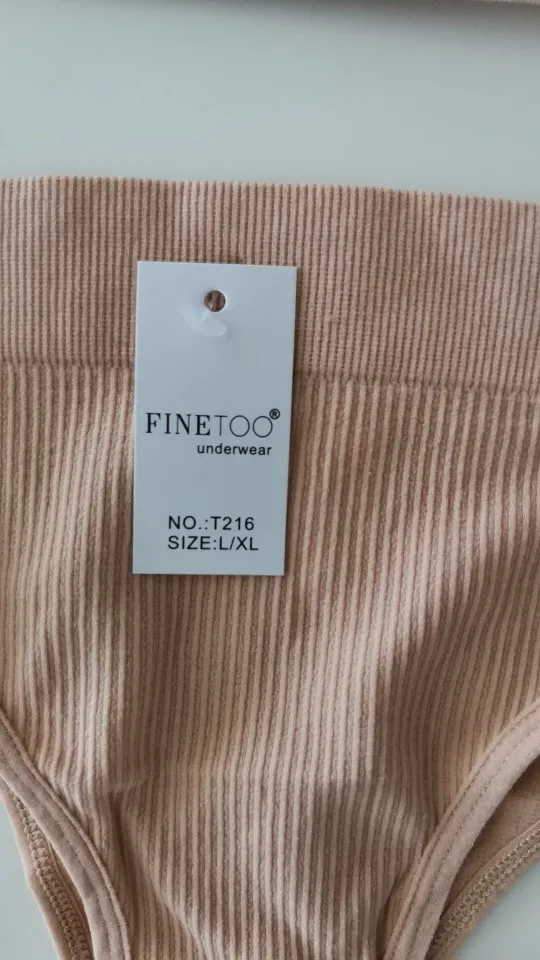 FINETOO®
underwear
NO.:T216
SIZE:L/XL